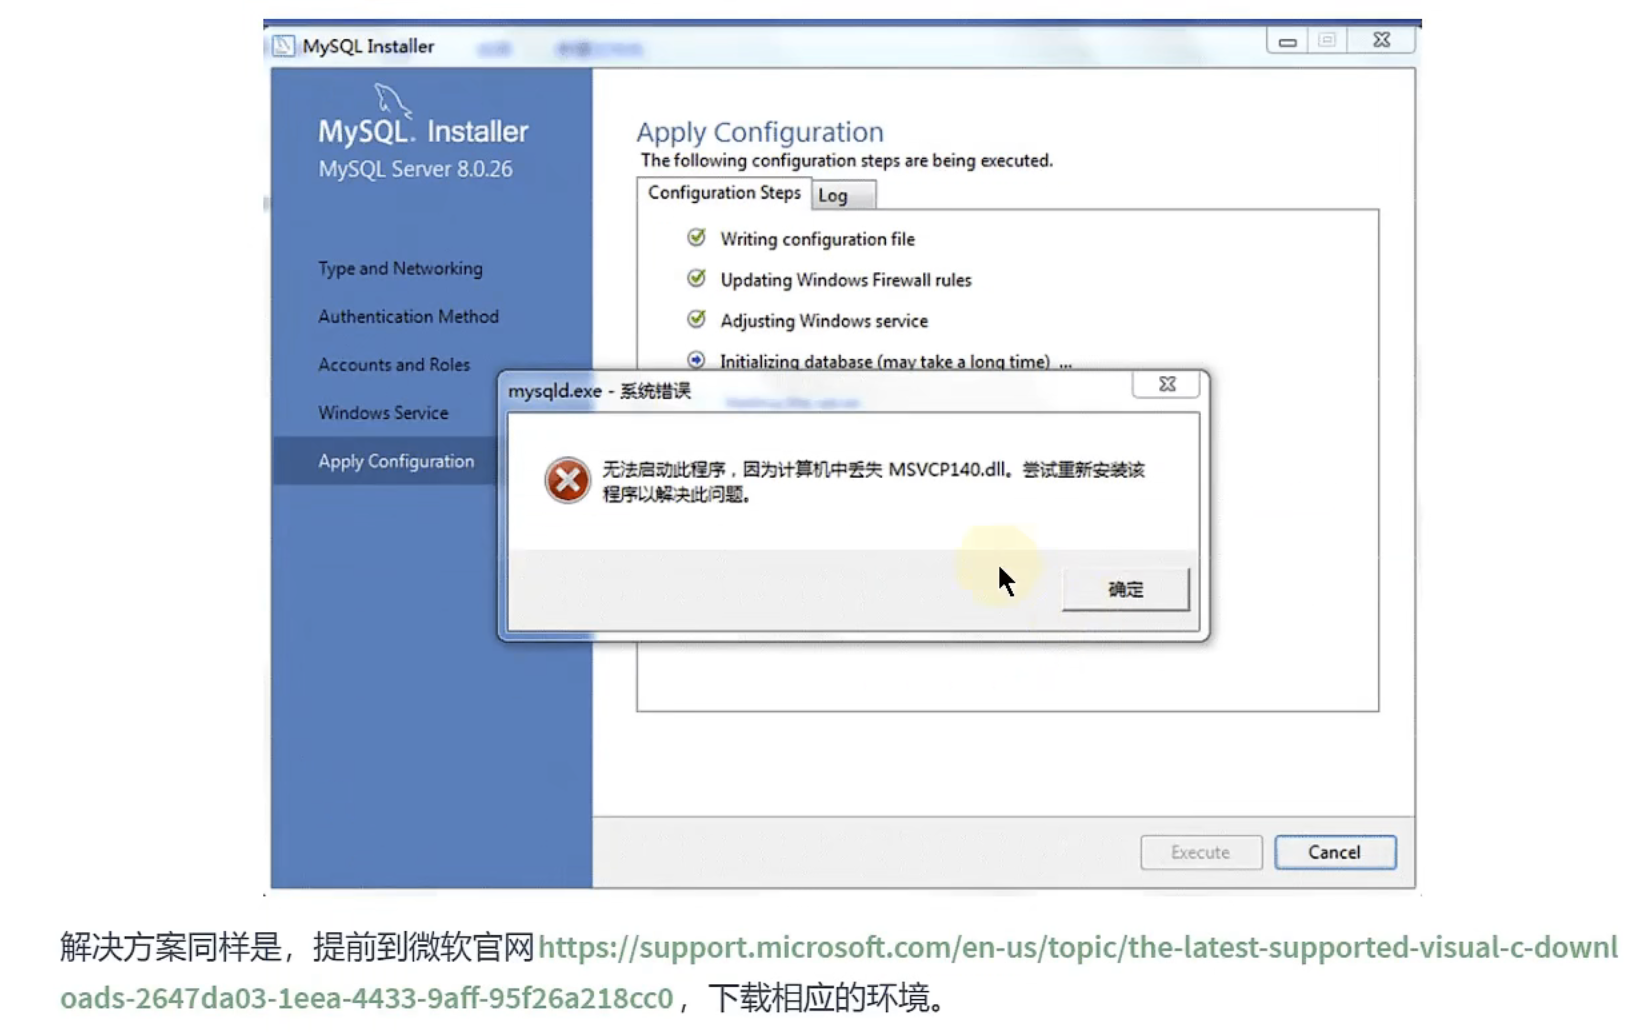 MySQL Installer
MySQL. Installer
MySQL Server 8.0.26
Type and Networking
Authentication Method
Accounts and Roles
Windows Service
Apply Configuration
Apply Configuration
The following configuration steps are being executed.
Configuration Steps
Log
Writing configuration file
Updating Windows Firewall rules
Adjusting Windows service
Initializing database (may take a long time) ...
mysqld.exe - 系统错误
无法启动此程序，因为计算机中丢失 MSVCP140.dll。尝试重新安装该
程序以解决此问题。
确定
Execute
Cancel
解决方案同样是，提前到微软官网https://support.microsoft.com/en-us/topic/the-latest-supported-visual-c-downl
oads-2647da03-1eea-4433-9aff-95f26a218cc0，下载相应的环境。